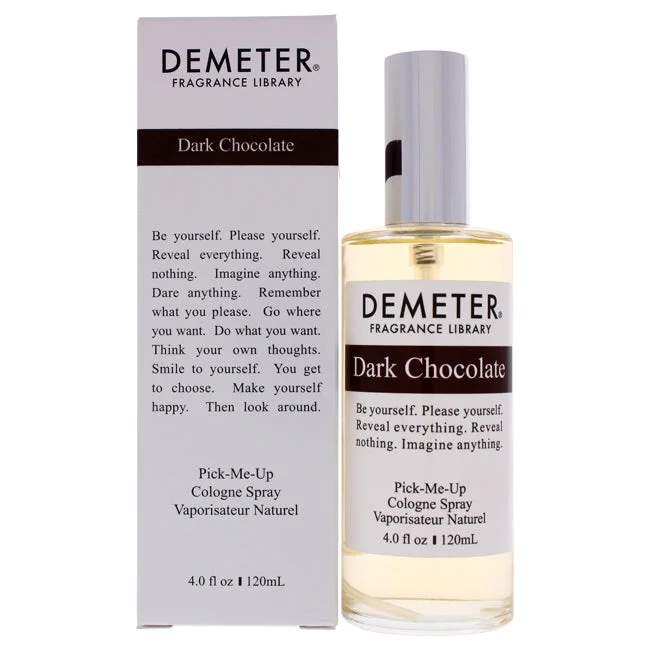 DEMETER®
FRAGRANCE LIBRARY
Dark Chocolate
Be yourself. Please yourself.
Reveal everything. Reveal
nothing. Imagine anything.
Dare anything. Remember
what you please. Go where
you want. Do what you want.
Think your own thoughts.
Smile to yourself. You get
to choose. Make yourself
happy. Then look around.
Pick-Me-Up
Cologne Spray
Vaporisateur Naturel
4.0 fl oz 120mL
DEMETER®
FRAGRANCE LIBRARY
Dark Chocolate
Be yourself. Please yourself.
Reveal everything. Reveal
nothing. Imagine anything.
Pick-Me-Up
Cologne Spray
Vaporisateur Naturel
4.0 fl oz 120mL